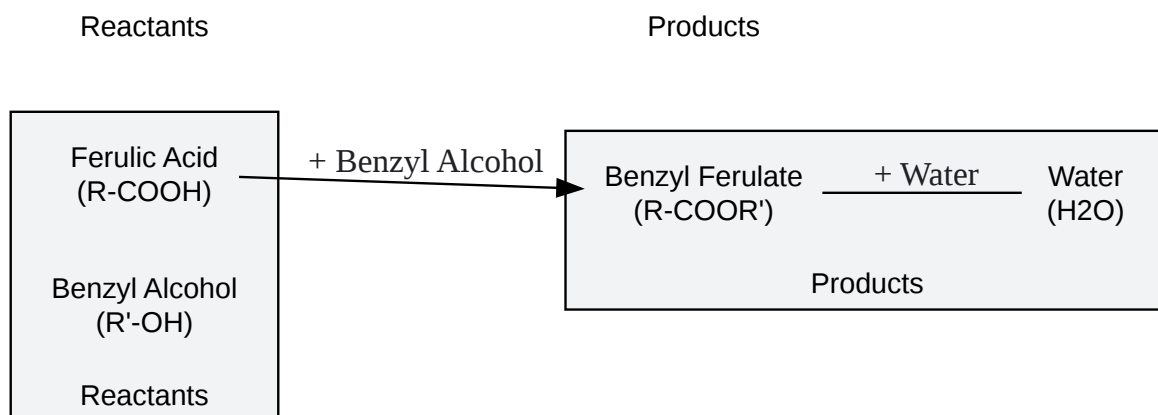 Reactants
Products
Ferulic Acid
(R-COOH)
+ Benzyl Alcohol
Benzyl Ferulate
(R-COOR')
+ Water
Water
(H2O)
Benzyl Alcohol
(R'-OH)
Products
Reactants